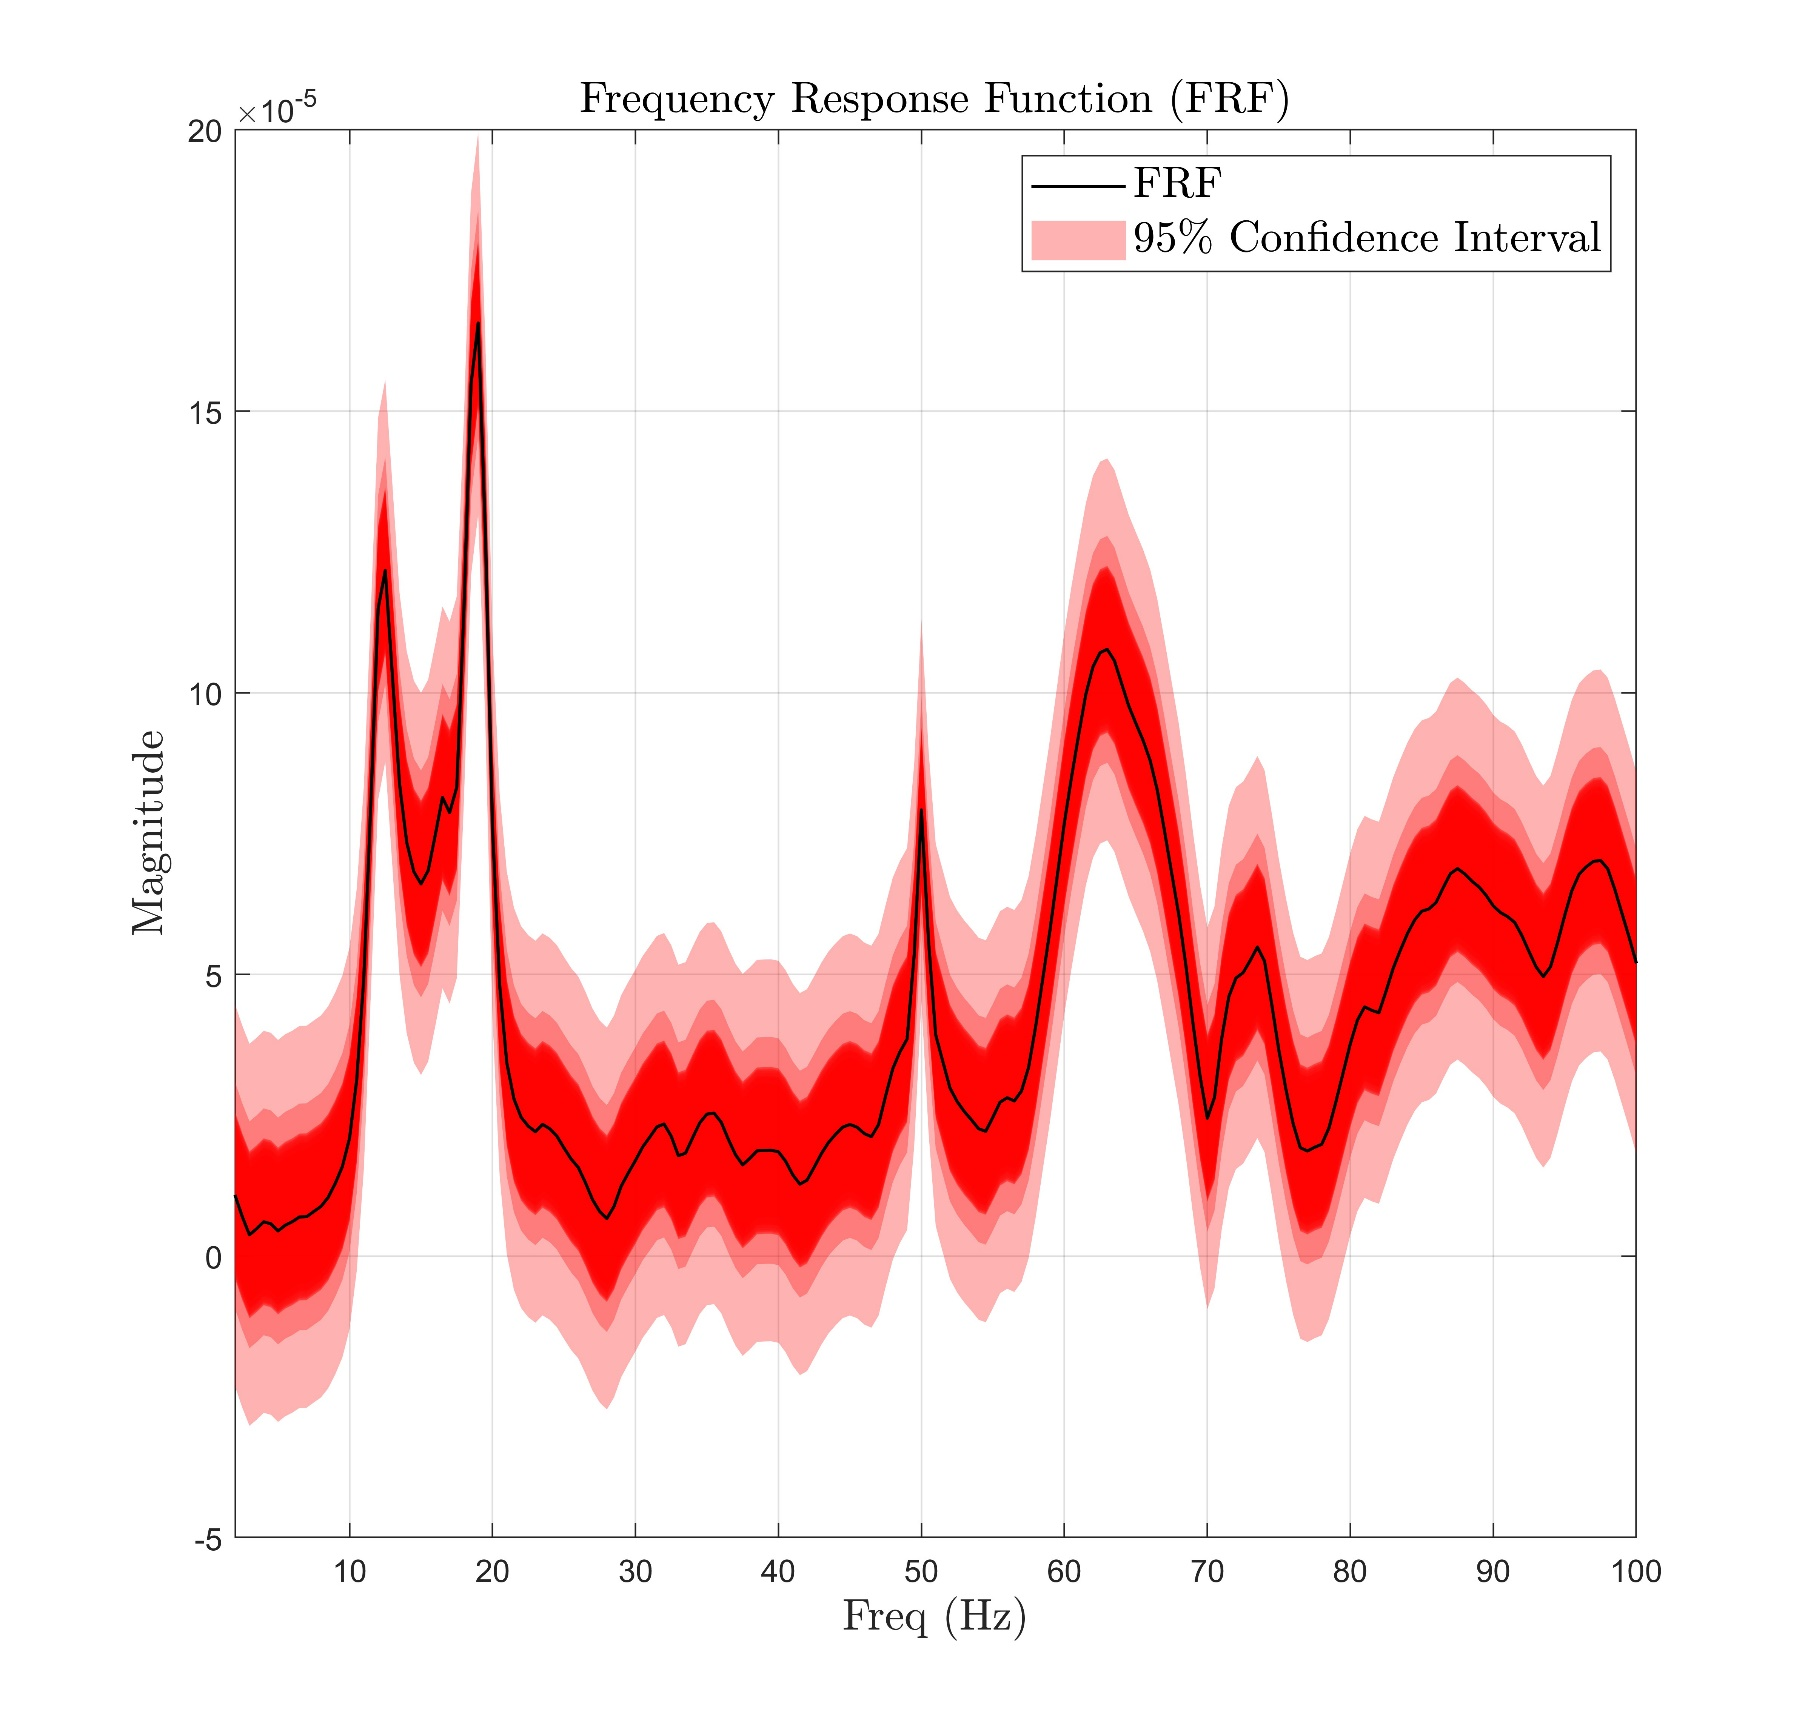 Frequency Response Function (FRF)
×10-5
FRF
95% Confidence Interval
20
15
10
5
0
-5
Magnitude
10 20 30 40 50 60 70 80 90 100
Freq (Hz)